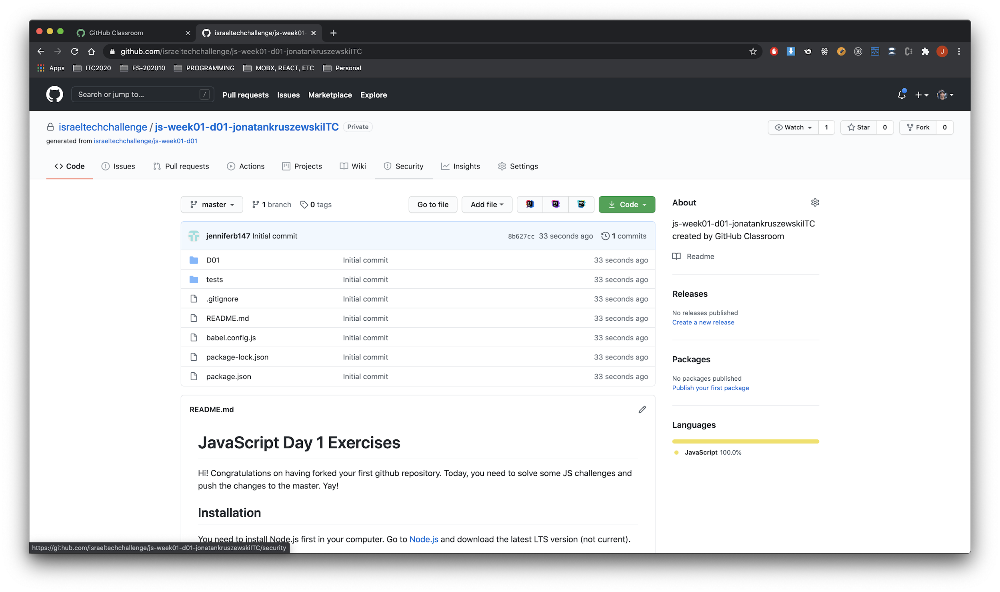 GitHub Classroom
israeltechchallenge/js-week01-
github.com/israeltechchallenge/js-week01-d01-jonatankruszewskiITC
J
Apps ITC2020 FS-202010 PROGRAMMING MOBX, REACT, ETC Personal
Search or jump to... /
Pull requests Issues Marketplace Explore
israeltechchallenge / js-week01-d01-jonatankruszewskiITC Private
Watch 1 Star 0 Fork 0
generated from israeltechchallenge/js-week01-d01
Code Issues Pull requests Actions Projects Wiki Security Insights Settings
master 1 branch 0 tags Go to file Add file IJ PS WS Code
jenniferb147 Initial commit 8b627cc 33 seconds ago 1 commits
D01 Initial commit 33 seconds ago
tests Initial commit 33 seconds ago
.gitignore Initial commit 33 seconds ago
README.md Initial commit 33 seconds ago
babel.config.js Initial commit 33 seconds ago
package-lock.json Initial commit 33 seconds ago
package.json Initial commit 33 seconds ago
README.md
JavaScript Day 1 Exercises
Hi! Congratulations on having forked your first github repository. Today, you need to solve some JS challenges and
push the changes to the master. Yay!
Installation
You need to install Node.js first in your computer. Go to Node.js and download the latest LTS version (not current).
About
js-week01-d01-jonatankruszewskiITC
created by GitHub Classroom
Readme
Releases
No releases published
Create a new release
Packages
No packages published
Publish your first package
Languages
JavaScript 100.0%
https://github.com/israeltechchallenge/js-week01-d01-jonatankruszewskiITC/security